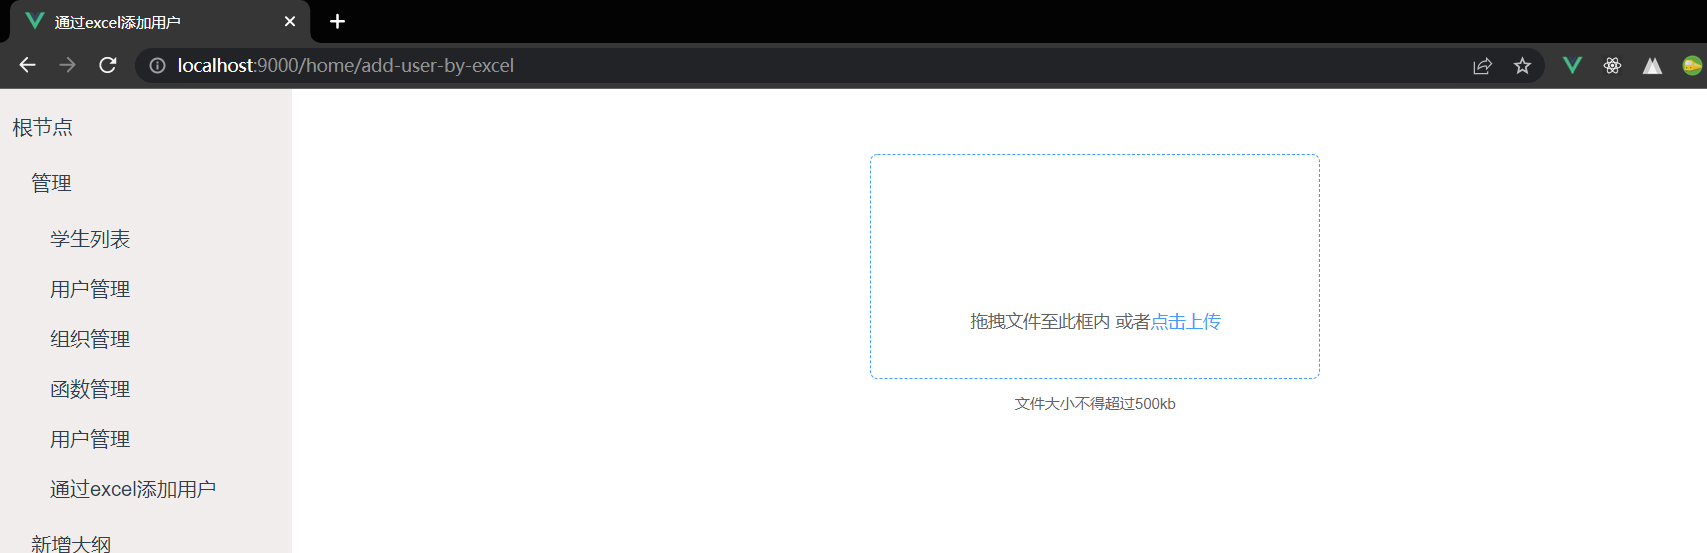 通过excel添加用户
localhost:9000/home/add-user-by-excel
根节点
管理
学生列表
用户管理
组织管理
函数管理
用户管理
通过excel添加用户
新增大纲
拖拽文件至此框内 或者点击上传
文件大小不得超过500kb